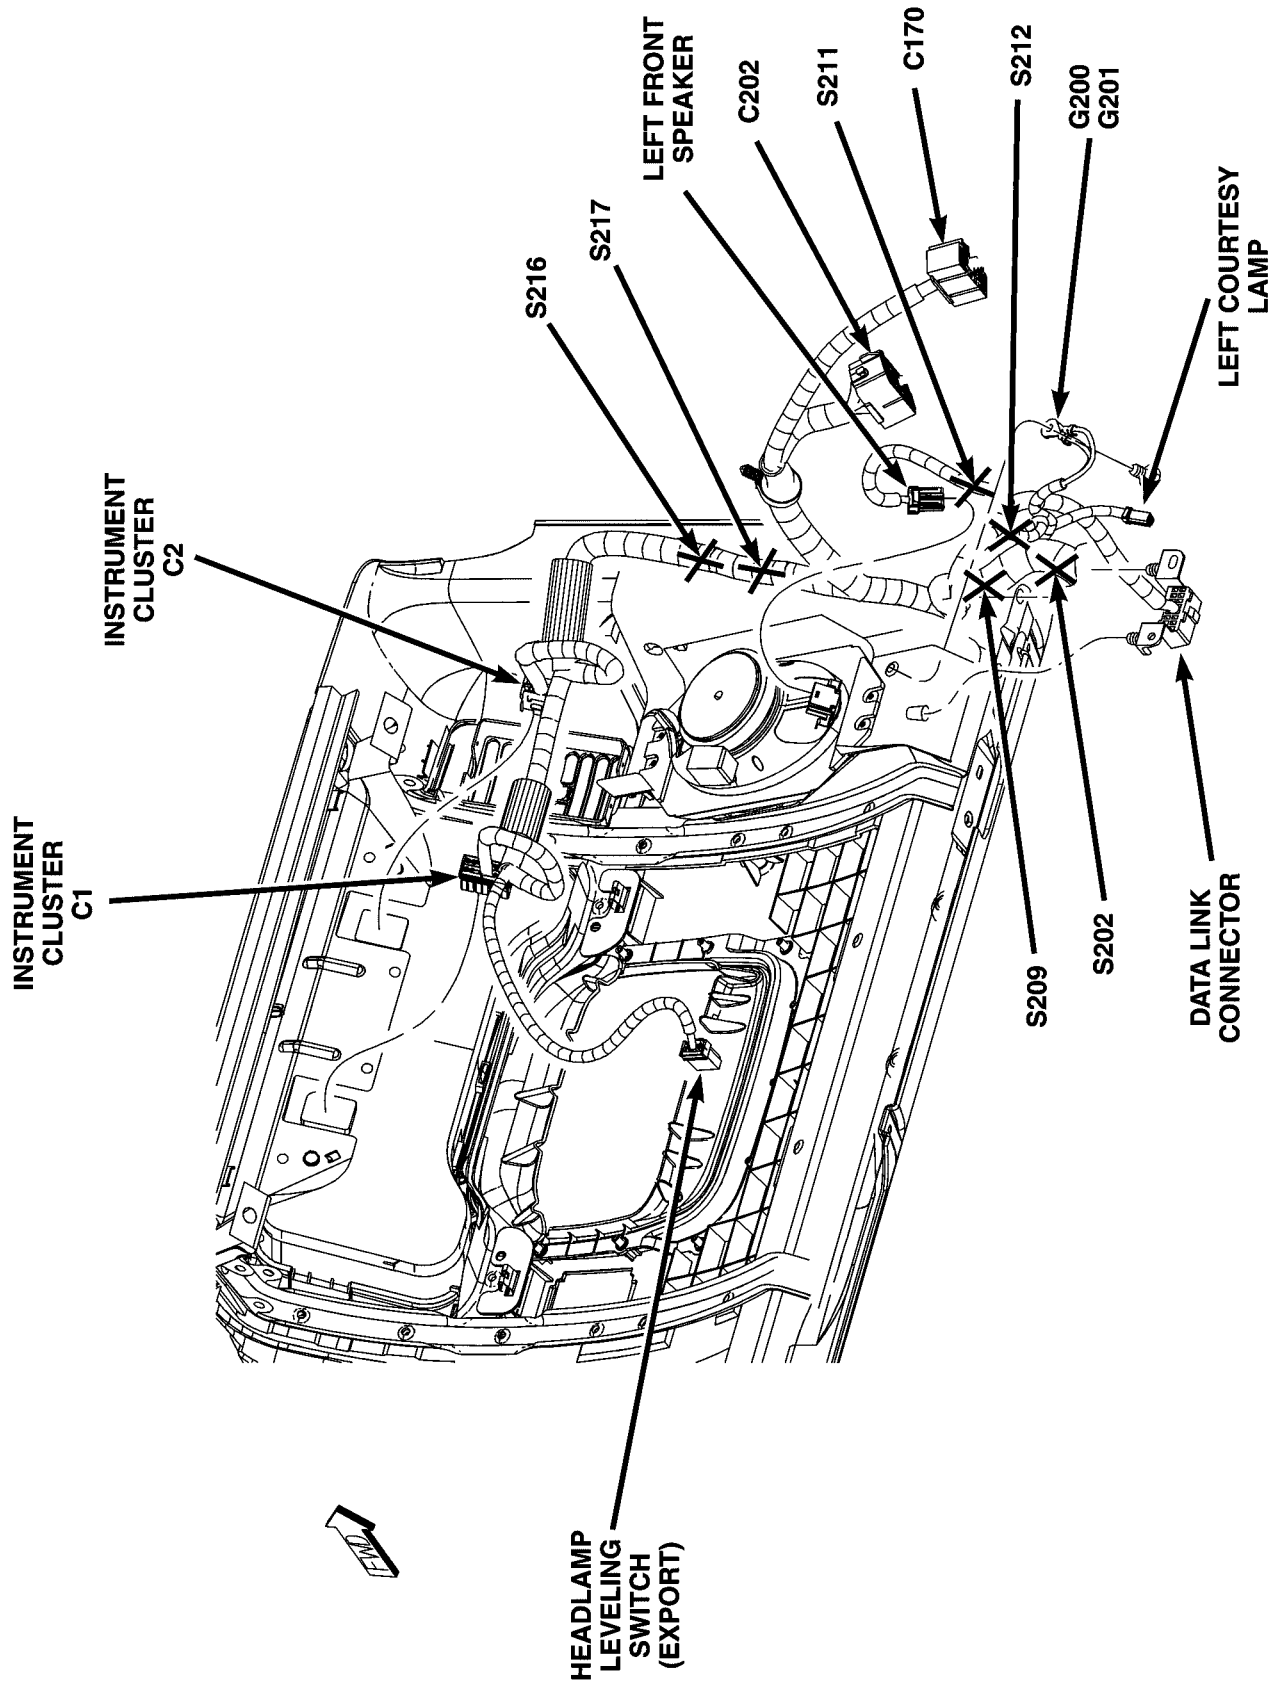 INSTRUMENT
CLUSTER
C1
INSTRUMENT
CLUSTER
C2
S216
S217
LEFT FRONT
SPEAKER
C202
S211
C170
S212
G200
G201
LEFT COURTESY
LAMP
DATA LINK
CONNECTOR
S202
S209
HEADLAMP
LEVELING
SWITCH
(EXPORT)
FWD